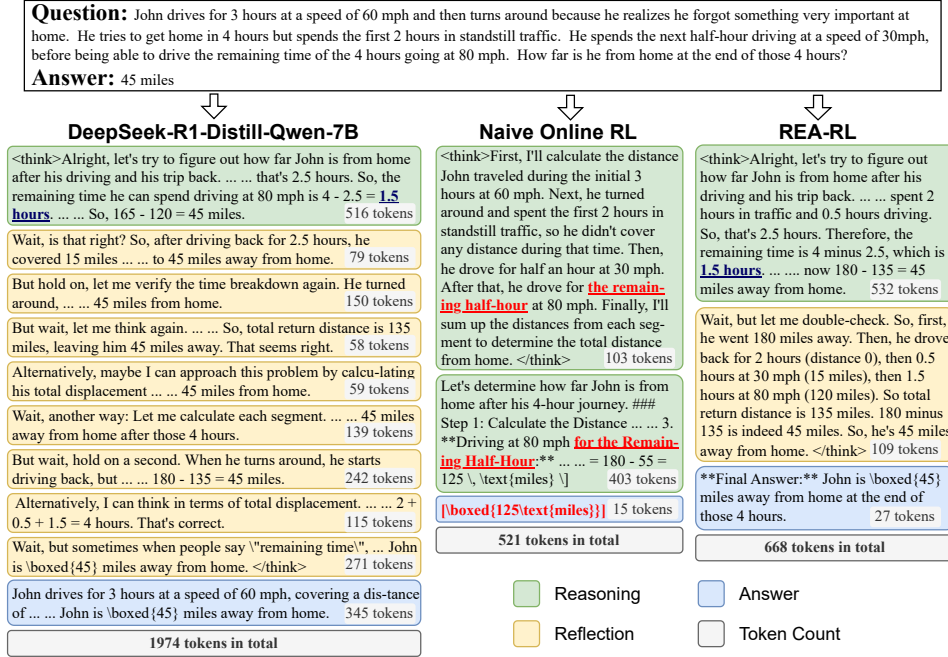 Question: John drives for 3 hours at a speed of 60 mph and then turns around because he realizes he forgot something very important at
home. He tries to get home in 4 hours but spends the first 2 hours in standstill traffic. He spends the next half-hour driving at a speed of 30mph,
before being able to drive the remaining time of the 4 hours going at 80 mph. How far is he from home at the end of those 4 hours?
Answer: 45 miles
DeepSeek-R1-Distill-Qwen-7B
<think>Alright, let's try to figure out how far John is from home
after his driving and his trip back. ... ... that's 2.5 hours. So, the
remaining time he can spend driving at 80 mph is 4 - 2.5 = 1.5
hours. ... ... So, 165 - 120 = 45 miles.
516 tokens
Wait, is that right? So, after driving back for 2.5 hours, he
covered 15 miles ... ... to 45 miles away from home.
79 tokens
But hold on, let me verify the time breakdown again. He turned
around, ... ... 45 miles from home.
150 tokens
But wait, let me think again. ... ... So, total return distance is 135
miles, leaving him 45 miles away. That seems right.
58 tokens
Alternatively, maybe I can approach this problem by calcu-lating
his total displacement ... ... 45 miles from home.
59 tokens
Wait, another way: Let me calculate each segment. ... ... 45 miles
away from home after those 4 hours.
139 tokens
But wait, hold on a second. When he turns around, he starts
driving back, but ... ... 180 - 135 = 45 miles.
242 tokens
Alternatively, I can think in terms of total displacement. ... ... 2 +
0.5 + 1.5 = 4 hours. That's correct.
115 tokens
Wait, but sometimes when people say \"remaining time\", ... John
is \boxed{45} miles away from home. </think>
271 tokens
John drives for 3 hours at a speed of 60 mph, covering a dis-tance
of ... ... John is \boxed{45} miles away from home.
345 tokens
1974 tokens in total
Naive Online RL
<think>First, I'll calculate the distance
John traveled during the initial 3
hours at 60 mph. Next, he turned
around and spent the first 2 hours in
standstill traffic, so he didn't cover
any distance during that time. Then,
he drove for half an hour at 30 mph.
After that, he drove for the remain-
ing half-hour at 80 mph. Finally, I'll
sum up the distances from each seg-
ment to determine the total distance
from home. </think>
103 tokens
Let's determine how far John is from
home after his 4-hour journey. ###
Step 1: Calculate the Distance ... ... 3.
**Driving at 80 mph for the Remain-
ing Half-Hour:** ... ... = 180 - 55 =
125 \, \text{miles} \]
403 tokens
[\boxed{125\text{miles}}]
15 tokens
521 tokens in total
REA-RL
<think>Alright, let's try to figure out
how far John is from home after his
driving and his trip back. ... ... spent 2
hours in traffic and 0.5 hours driving.
So, that's 2.5 hours. Therefore, the
remaining time is 4 minus 2.5, which is
1.5 hours. ... .... now 180 - 135 = 45
miles away from home.
532 tokens
Wait, but let me double-check. So, first,
he went 180 miles away. Then, he drove
back for 2 hours (distance 0), then 0.5
hours at 30 mph (15 miles), then 1.5
hours at 80 mph (120 miles). So total
return distance is 135 miles. 180 minus
135 is indeed 45 miles. So, he's 45 miles
away from home. </think>
109 tokens
**Final Answer:** John is \boxed{45}
miles away from home at the end of
those 4 hours.
27 tokens
668 tokens in total
Reasoning
Answer
Reflection
Token Count